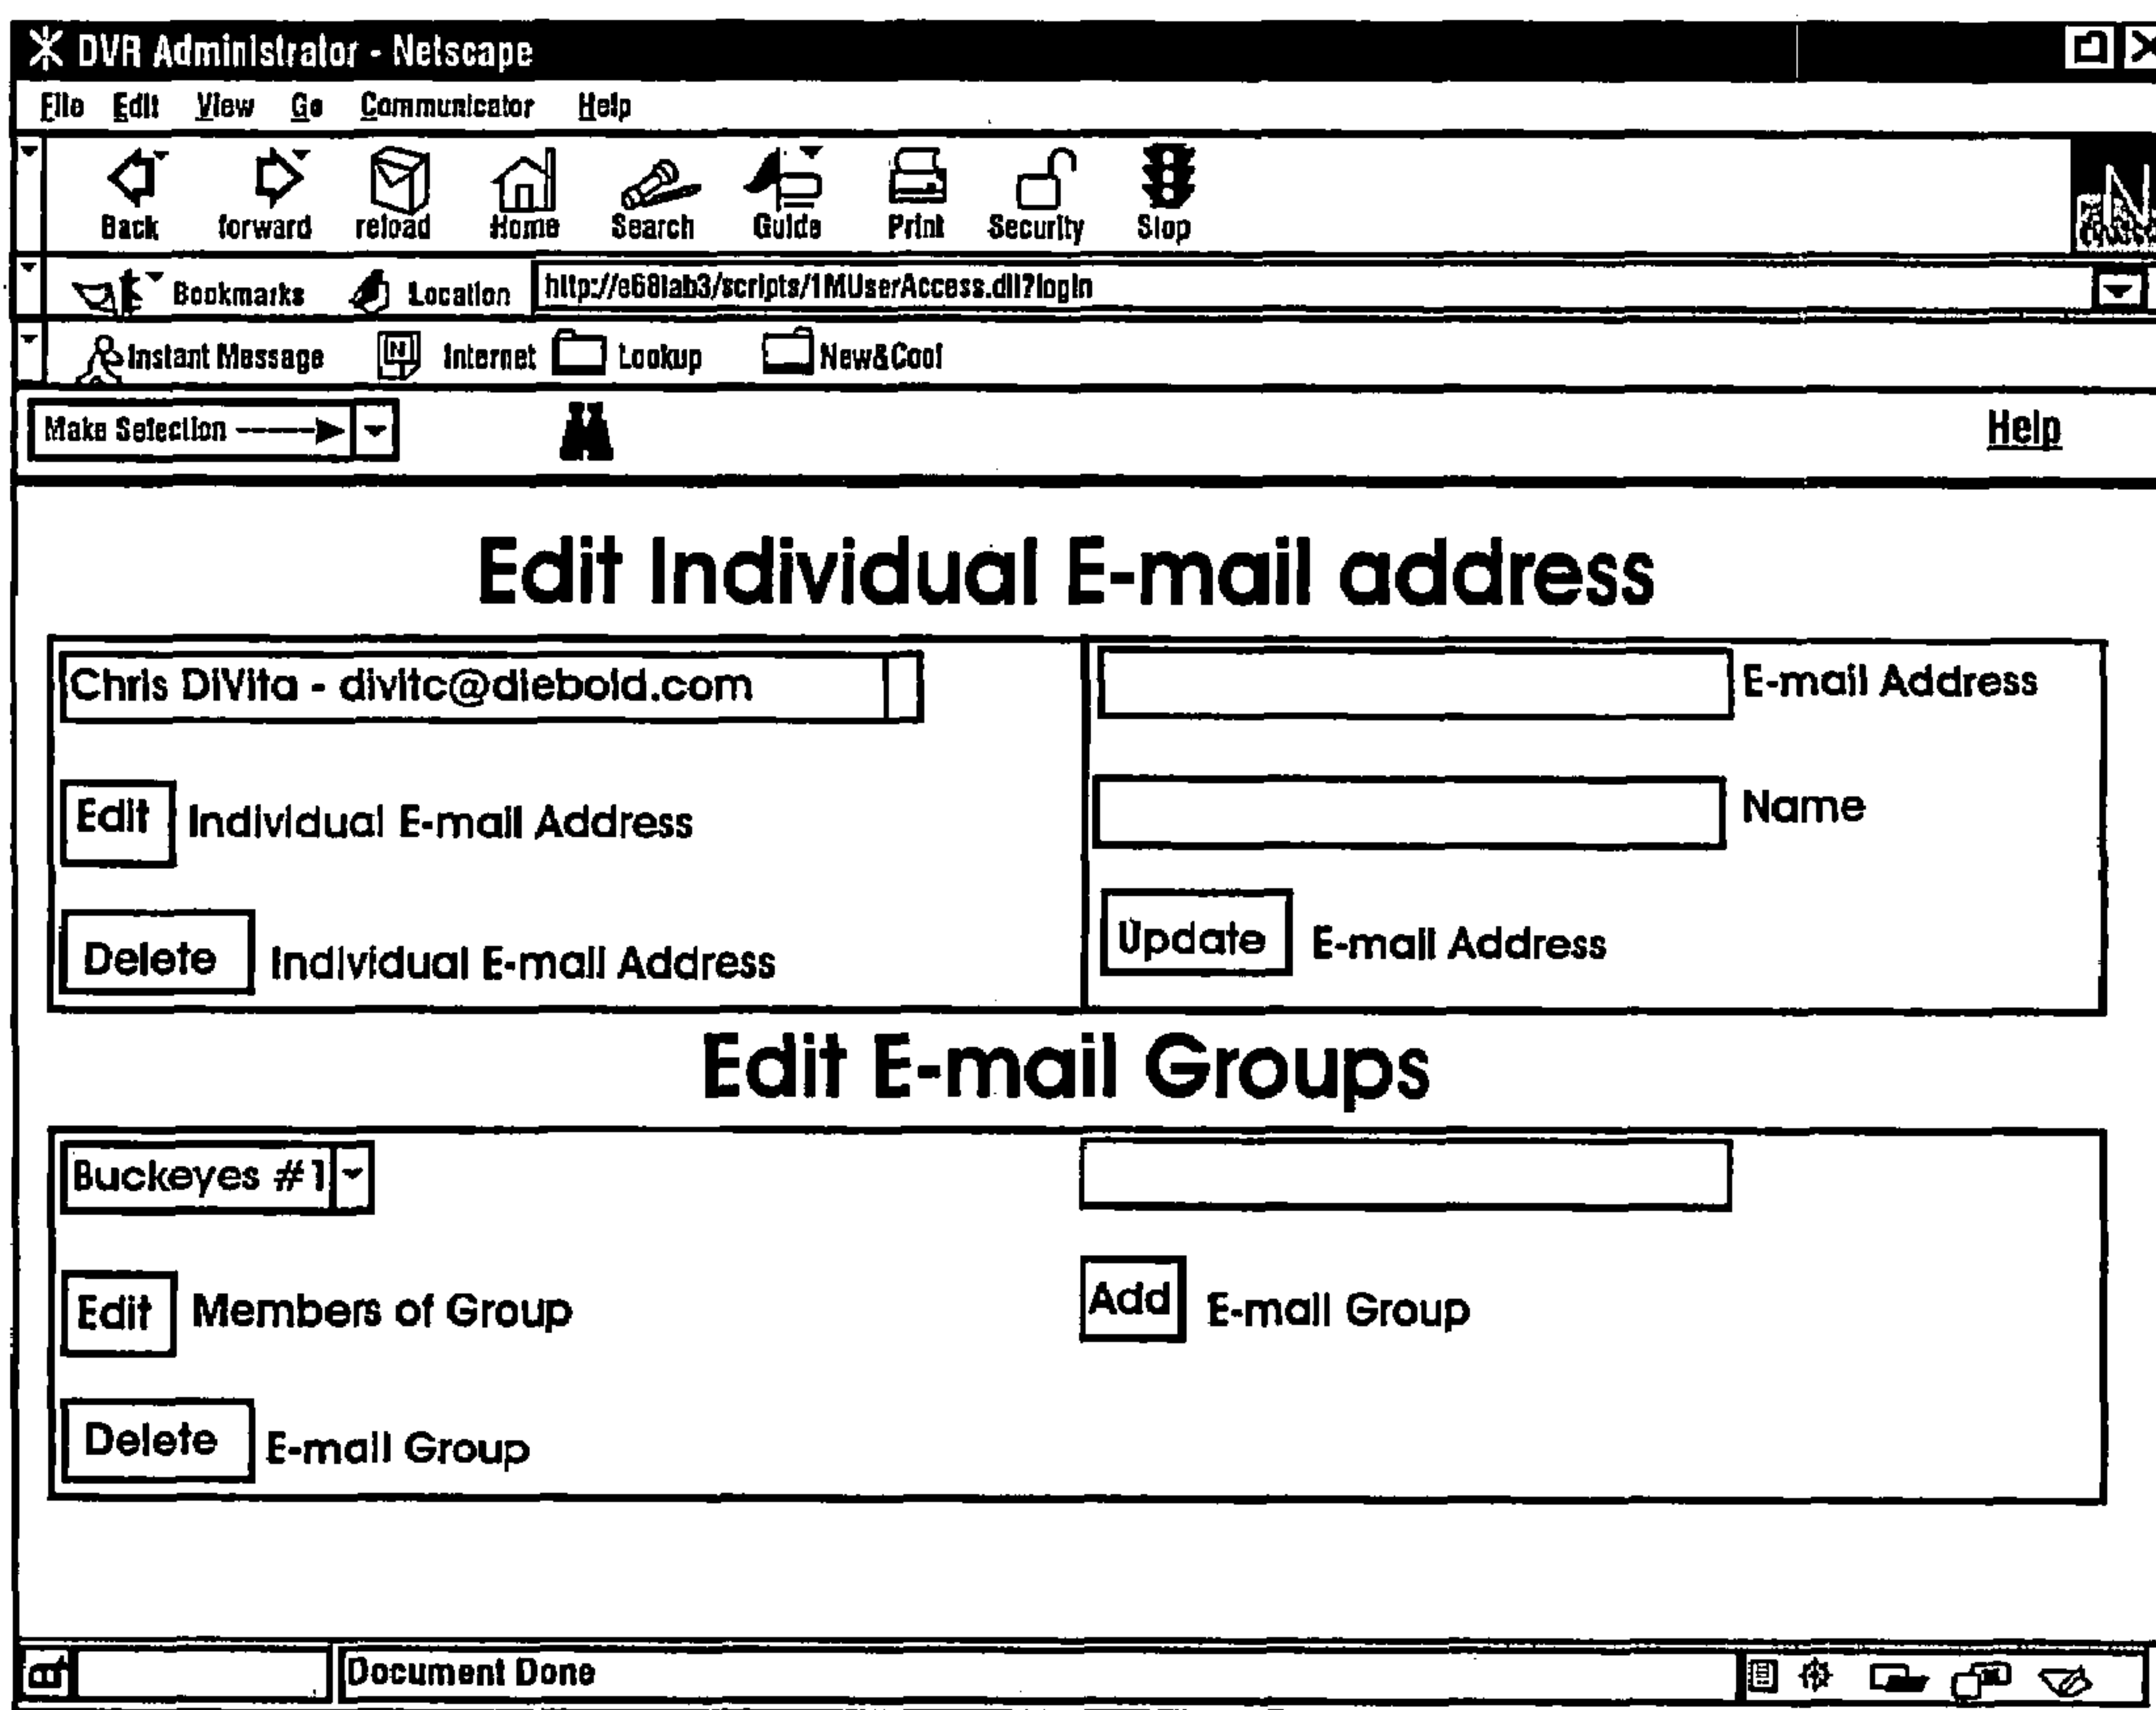 DVR Administrator - Netscape
File Edit View Go Communicator Help
Back forward reload Home Search Guide Print Security Stop
Bookmarks Location http://e68lab3/scripts/1MUserAccess.dll?login
Instant Message Internet Lookup New&Cool
Make Selection Help
Edit Individual E-mail address
Chris DiVita - divitc@diebold.com E-mail Address
Edit Individual E-mail Address Name
Delete Individual E-mail Address Update E-mail Address
Edit E-mail Groups
Buckeyes #1
Edit Members of Group Add E-mail Group
Delete E-mail Group
Document Done